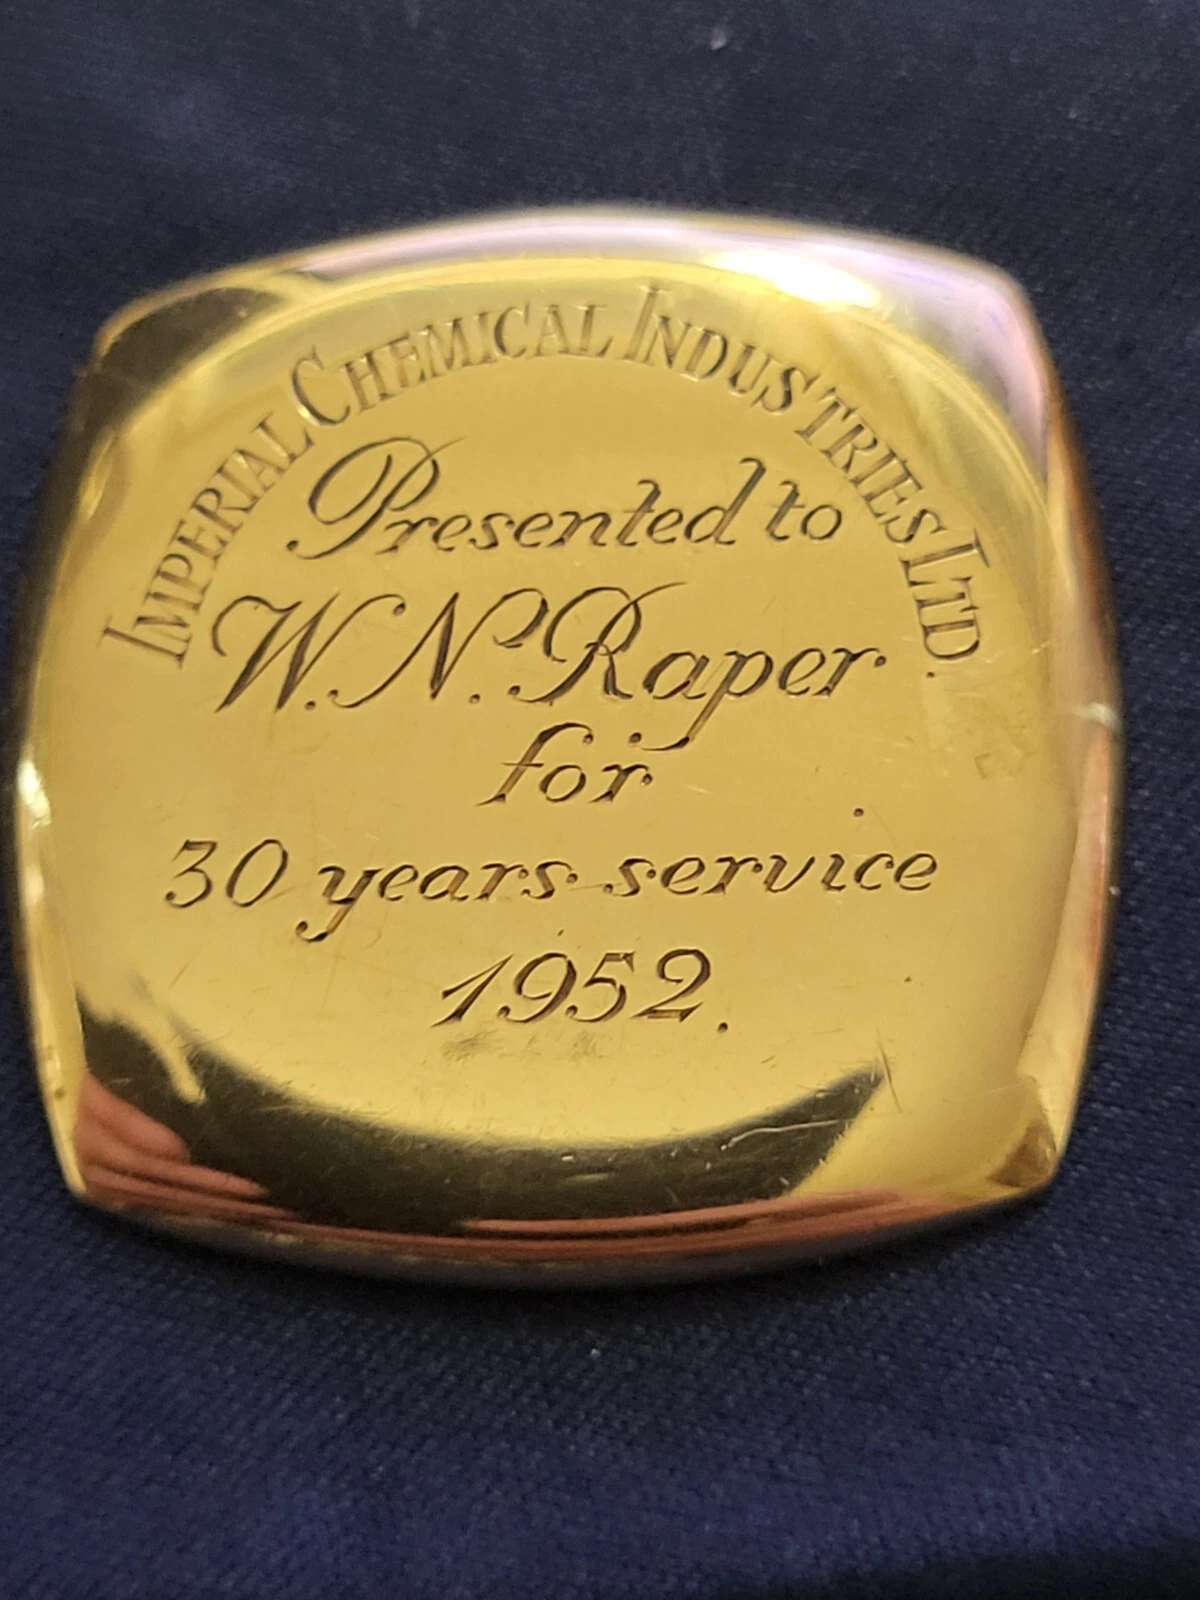 IMPERIAL CHEMICAL INDUSTRIES LTD.
Presented to
W. N. Raper
for
30 years service
1952.